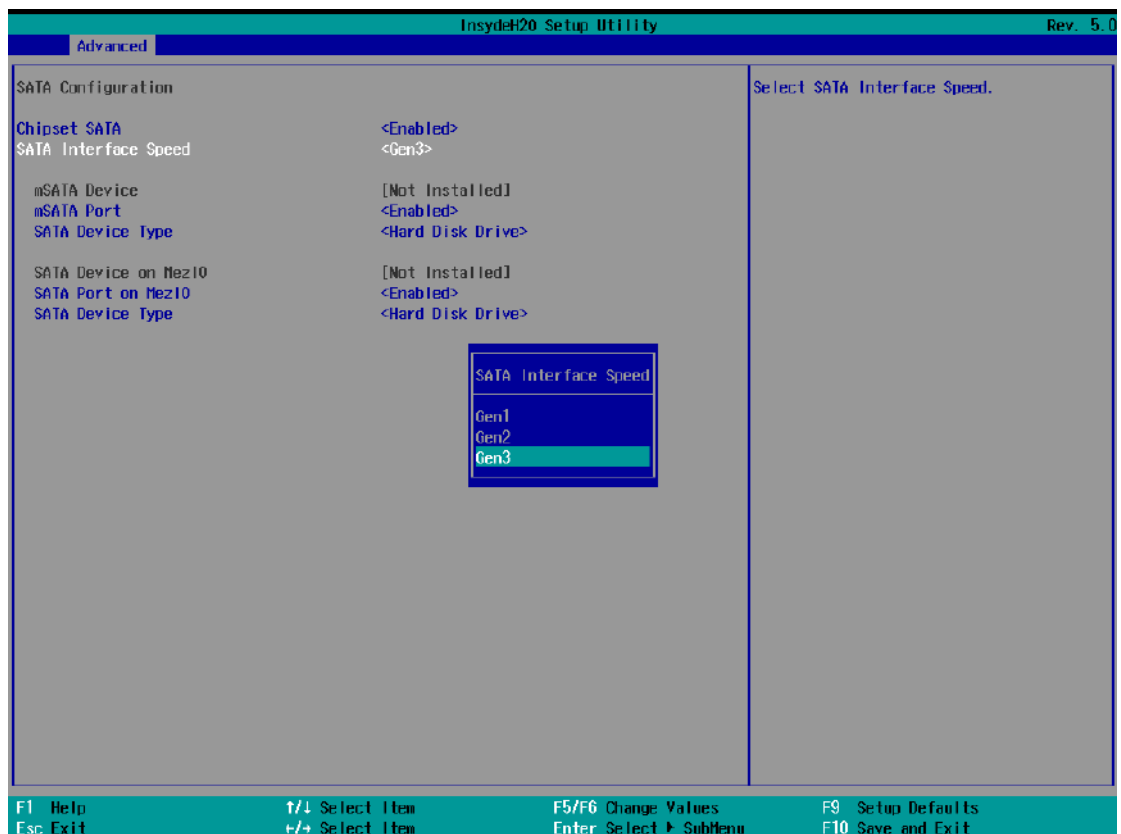 InsydeH20 Setup Utility Rev. 5.0
Advanced
SATA Configuration
Chipset SATA <Enabled>
SATA Interface Speed <Gen3>
mSATA Device [Not Installed]
mSATA Port <Enabled>
SATA Device Type <Hard Disk Drive>
SATA Device on MezIO [Not Installed]
SATA Port on MezIO <Enabled>
SATA Device Type <Hard Disk Drive>
Select SATA Interface Speed.
SATA Interface Speed
Gen1
Gen2
Gen3
F1 Help ↑/↓ Select Item F5/F6 Change Values F9 Setup Defaults
Esc Exit ←/→ Select Item Enter Select ▶ SubMenu F10 Save and Exit